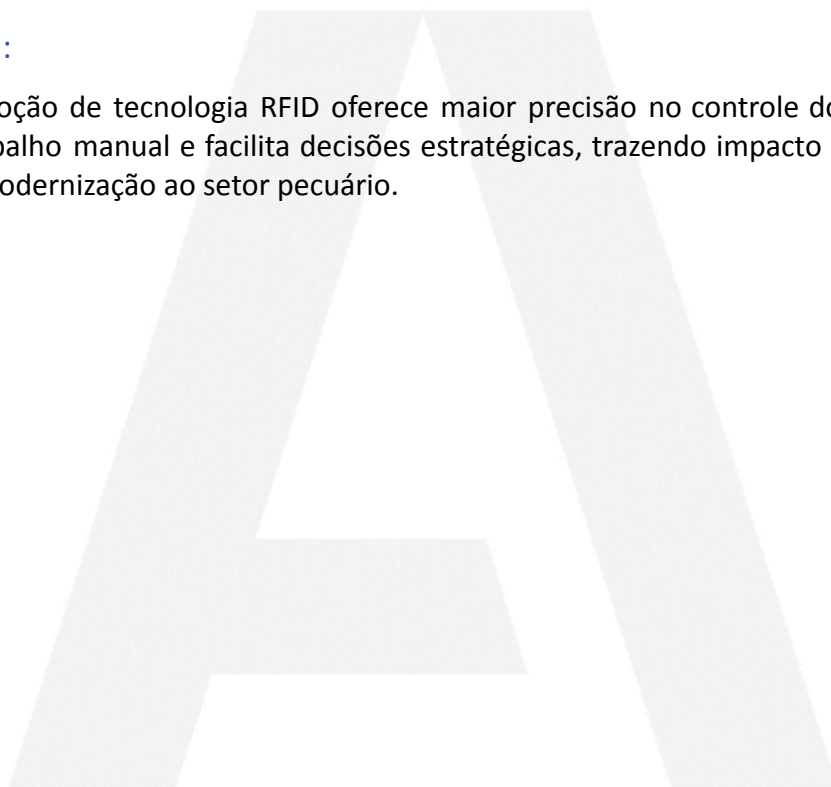 :
oção de tecnologia RFID oferece maior precisão no controle do
balho manual e facilita decisões estratégicas, trazendo impacto
odernização ao setor pecuário.